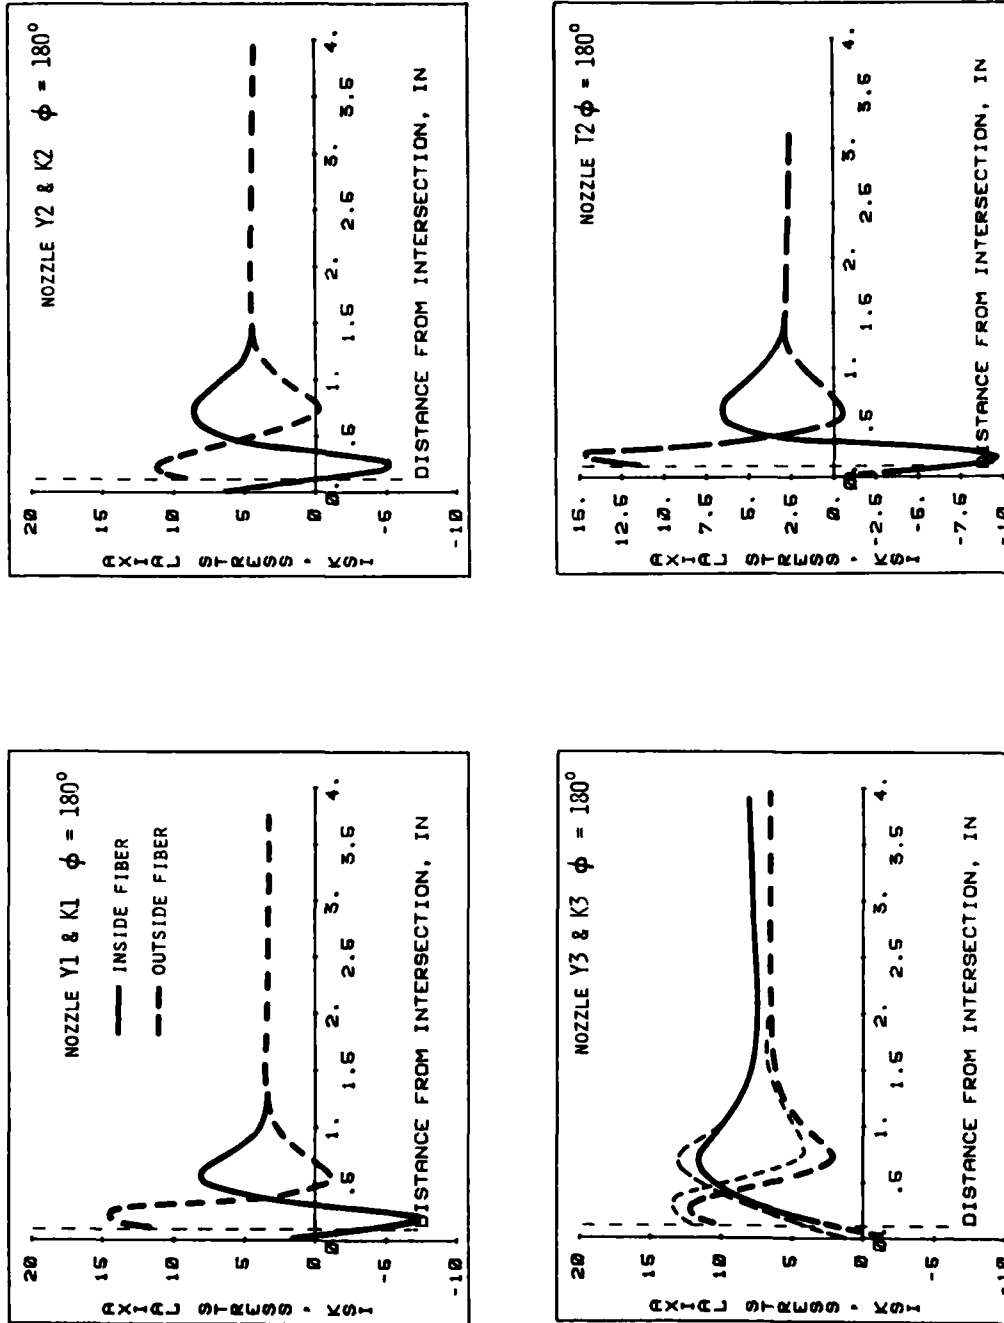 NOZZLE Y1 & K1 ϕ = 180°
INSIDE FIBER
OUTSIDE FIBER
20
15
10
5
0
-5
-10
AXIAL STRESS, KSI
0. .5 1. 1.5 2. 2.5 3. 3.5 4.
DISTANCE FROM INTERSECTION, IN
NOZZLE Y2 & K2 ϕ = 180°
20
15
10
5
0
-5
-10
AXIAL STRESS, KSI
0. .5 1. 1.5 2. 2.5 3. 3.5 4.
DISTANCE FROM INTERSECTION, IN
NOZZLE Y3 & K3 ϕ = 180°
20
15
10
5
0
-5
-10
AXIAL STRESS, KSI
0. .5 1. 1.5 2. 2.5 3. 3.5 4.
DISTANCE FROM INTERSECTION, IN
NOZZLE T2 ϕ = 180°
15.
12.5
10.
7.5
5.
2.5
0.
-2.5
-5.
-7.5
-10
AXIAL STRESS, KSI
0. .5 1. 1.5 2. 2.5 3. 3.5 4.
DISTANCE FROM INTERSECTION, IN